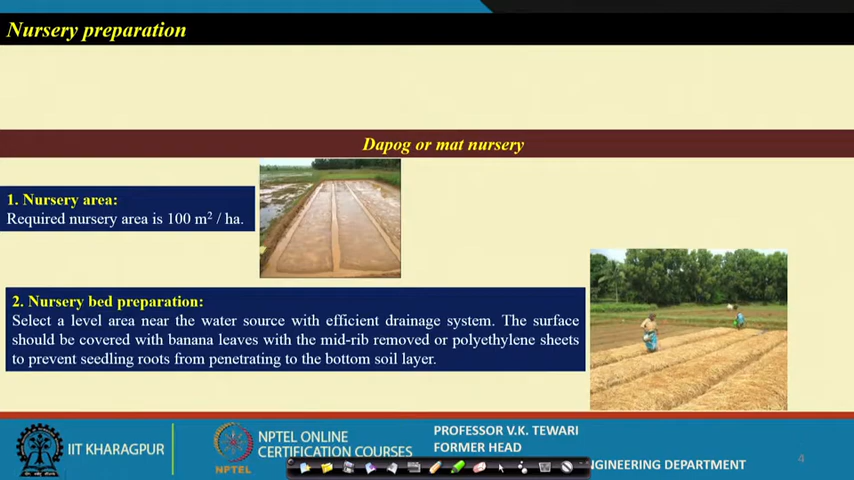 Nursery preparation
Dapog or mat nursery
1. Nursery area:
Required nursery area is 100 m² / ha.
2. Nursery bed preparation:
Select a level area near the water source with efficient drainage system. The surface
should be covered with banana leaves with the mid-rib removed or polyethylene sheets
to prevent seedling roots from penetrating to the bottom soil layer.
IIT KHARAGPUR
NPTEL
NPTEL ONLINE
CERTIFICATION COURSES
PROFESSOR V.K. TEWARI
FORMER HEAD
ENGINEERING DEPARTMENT
4